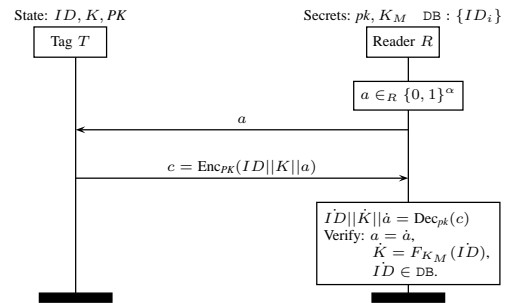 State: ID, K, PK
Secrets: pk, K_M DB : {ID_i}
Tag T
Reader R
a ∈_R {0, 1}^α
a
c = Enc_PK(ID||K||a)
İD||K̇||ȧ = Dec_pk(c)
Verify: a = ȧ,
K̇ = F_{K_M}(İD),
İD ∈ DB.